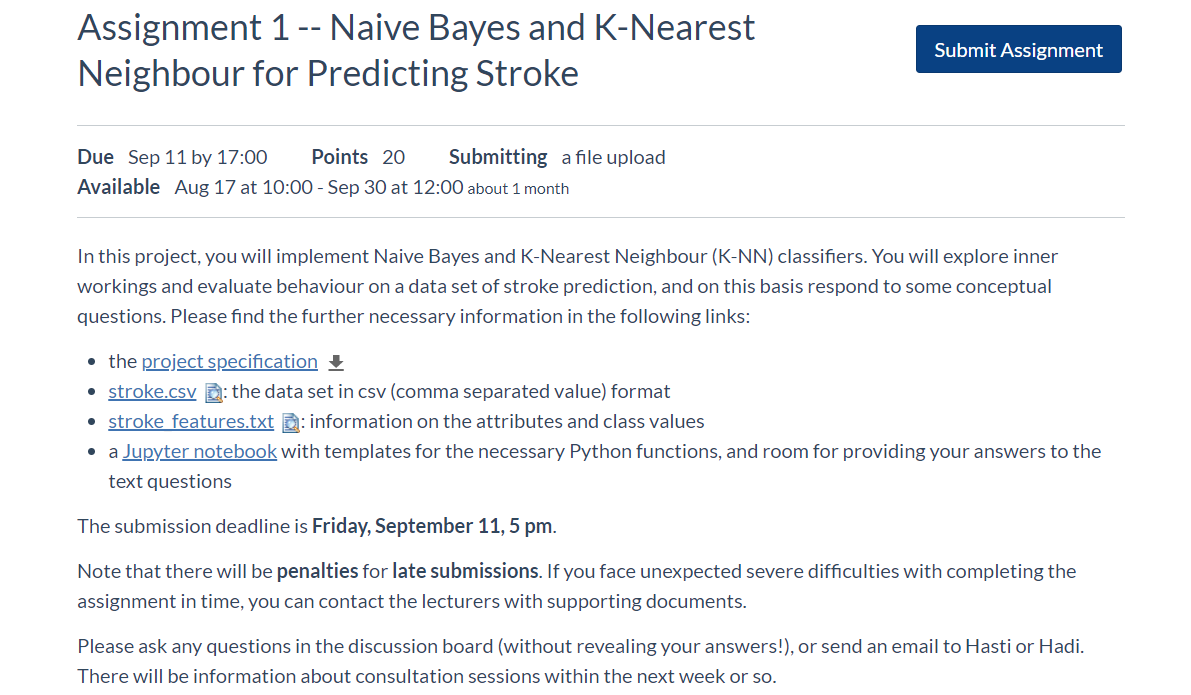 Assignment 1 -- Naive Bayes and K-Nearest
Neighbour for Predicting Stroke
Submit Assignment
Due Sep 11 by 17:00 Points 20 Submitting a file upload
Available Aug 17 at 10:00 - Sep 30 at 12:00 about 1 month
In this project, you will implement Naive Bayes and K-Nearest Neighbour (K-NN) classifiers. You will explore inner
workings and evaluate behaviour on a data set of stroke prediction, and on this basis respond to some conceptual
questions. Please find the further necessary information in the following links:
• the project specification
• stroke.csv : the data set in csv (comma separated value) format
• stroke_features.txt : information on the attributes and class values
• a Jupyter notebook with templates for the necessary Python functions, and room for providing your answers to the
text questions
The submission deadline is Friday, September 11, 5 pm.
Note that there will be penalties for late submissions. If you face unexpected severe difficulties with completing the
assignment in time, you can contact the lecturers with supporting documents.
Please ask any questions in the discussion board (without revealing your answers!), or send an email to Hasti or Hadi.
There will be information about consultation sessions within the next week or so.